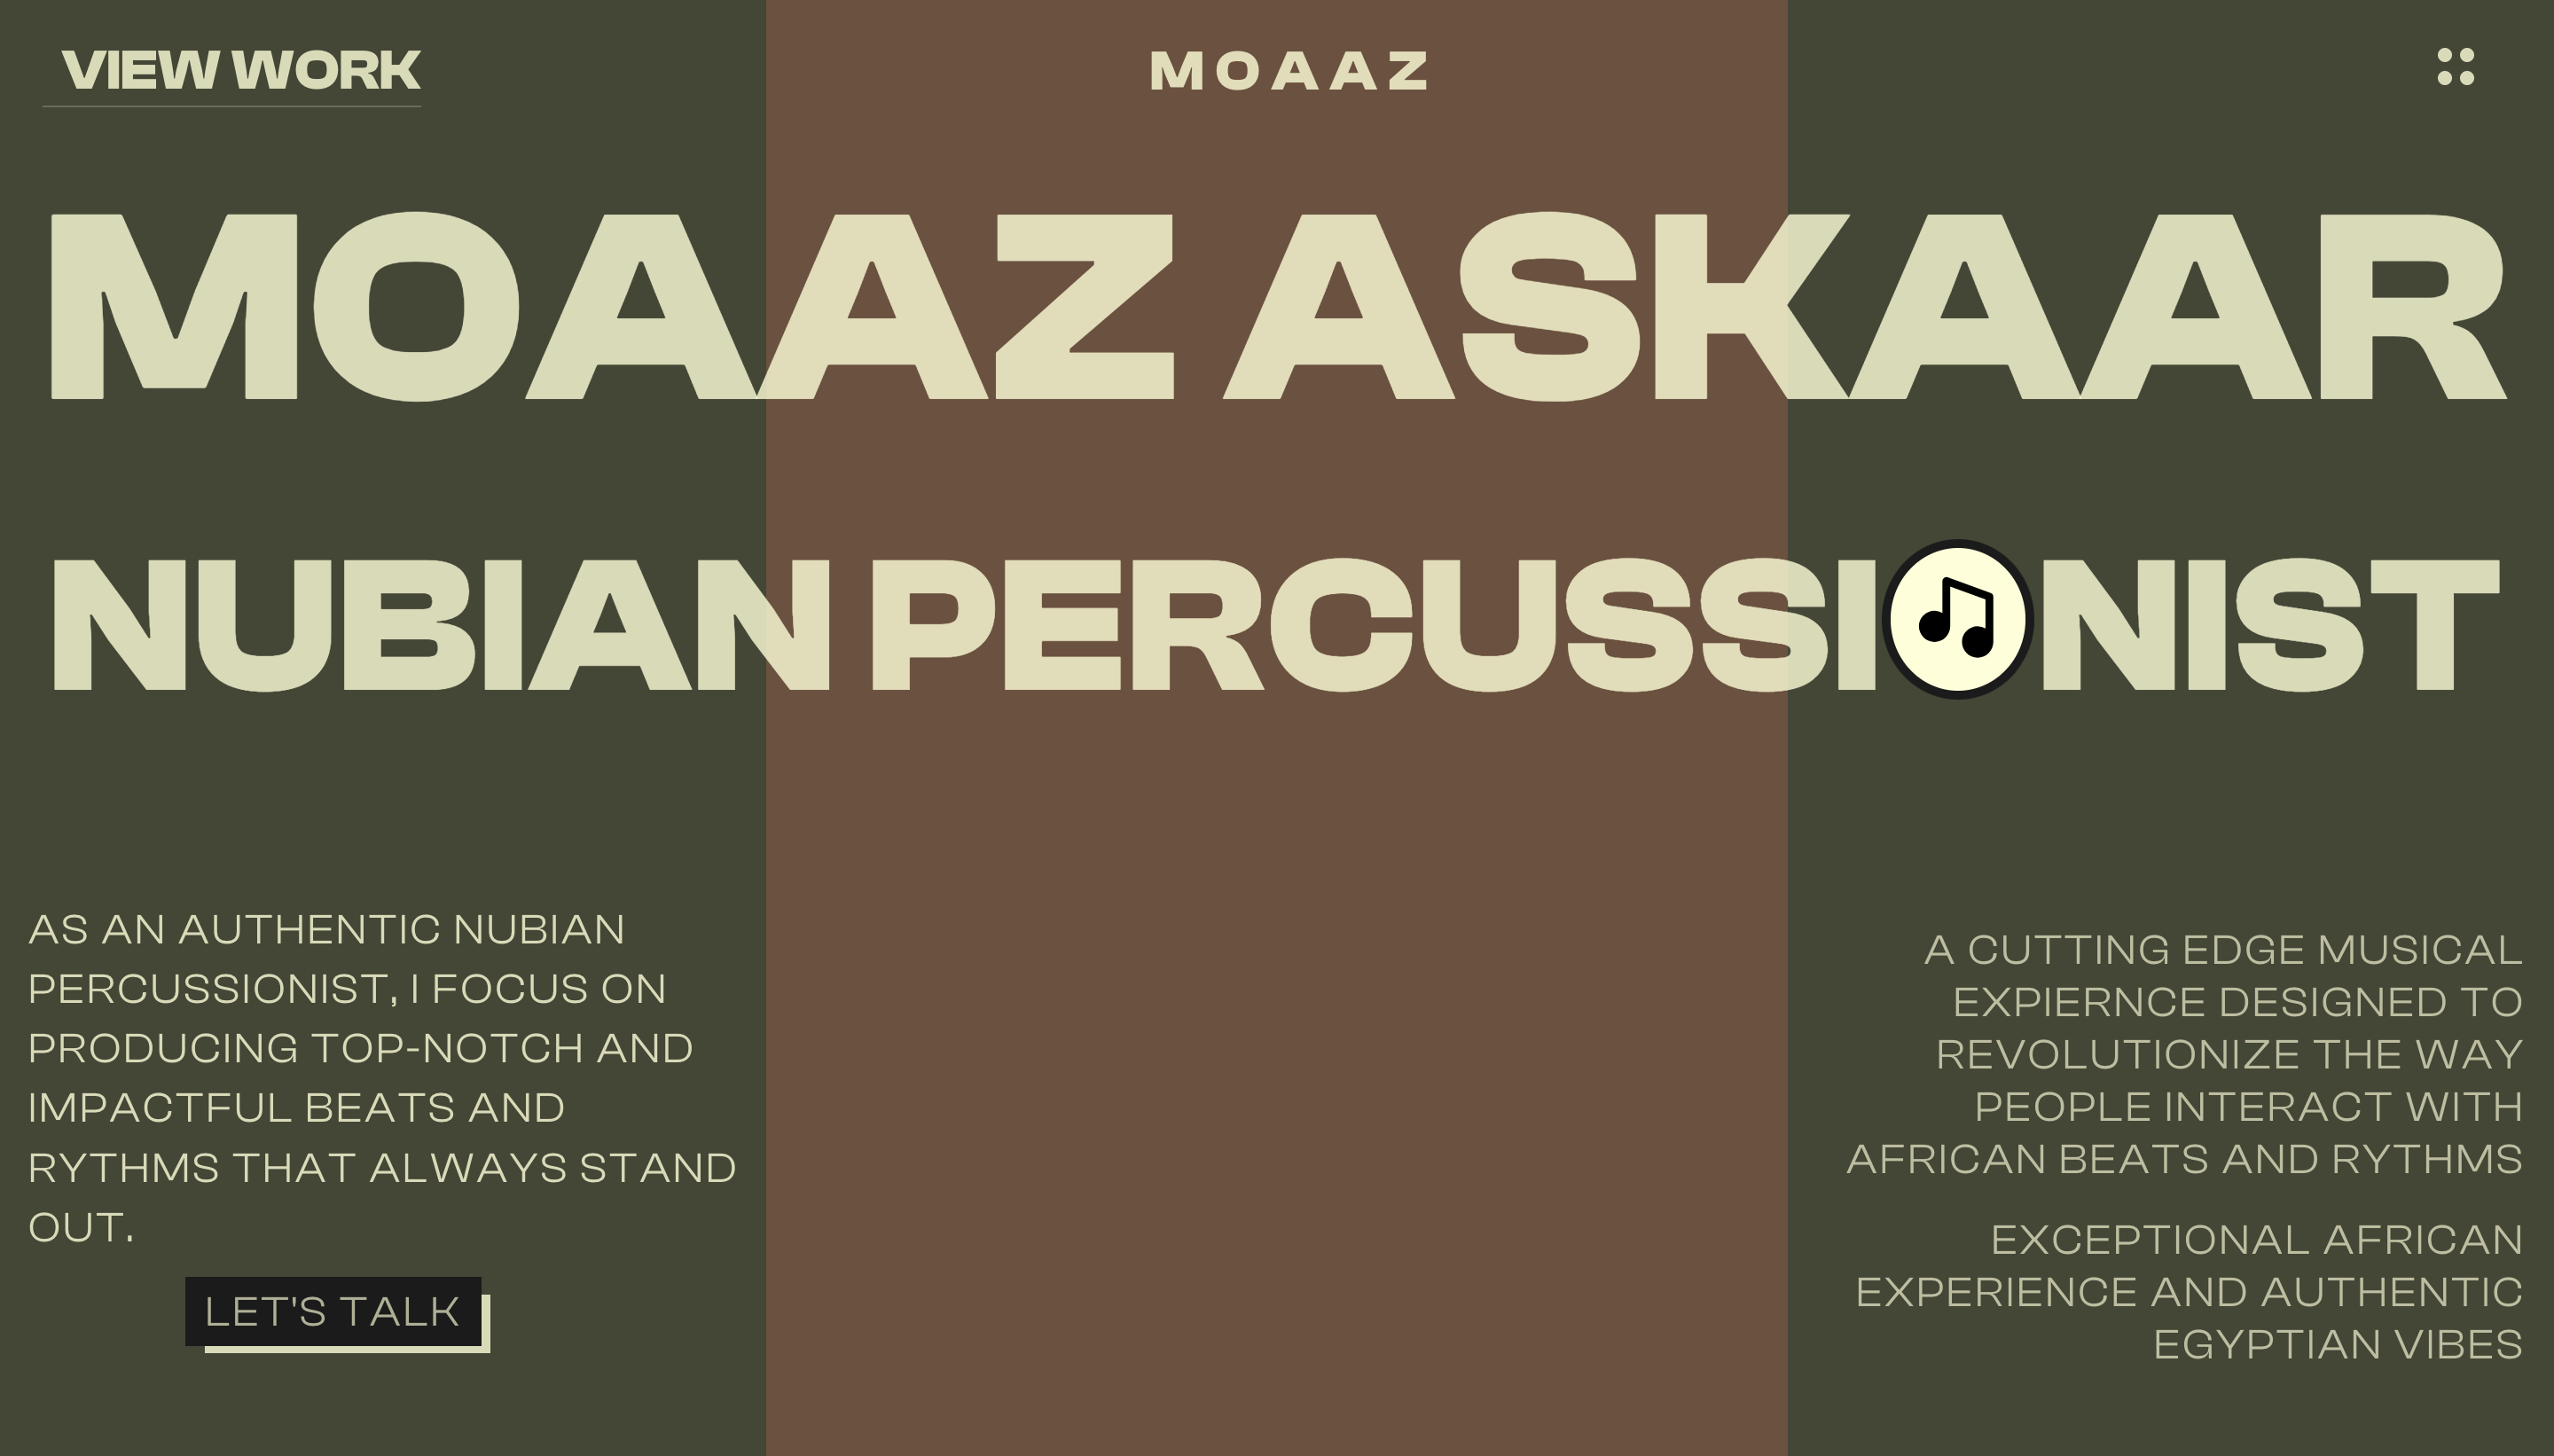 VIEW WORK
MOAAZ
MOAAZ ASKAAR
NUBIAN PERCUSSI NIST
AS AN AUTHENTIC NUBIAN
PERCUSSIONIST, I FOCUS ON
PRODUCING TOP-NOTCH AND
IMPACTFUL BEATS AND
RYTHMS THAT ALWAYS STAND
OUT.
LET'S TALK
A CUTTING EDGE MUSICAL
EXPIERNCE DESIGNED TO
REVOLUTIONIZE THE WAY
PEOPLE INTERACT WITH
AFRICAN BEATS AND RYTHMS
EXCEPTIONAL AFRICAN
EXPERIENCE AND AUTHENTIC
EGYPTIAN VIBES